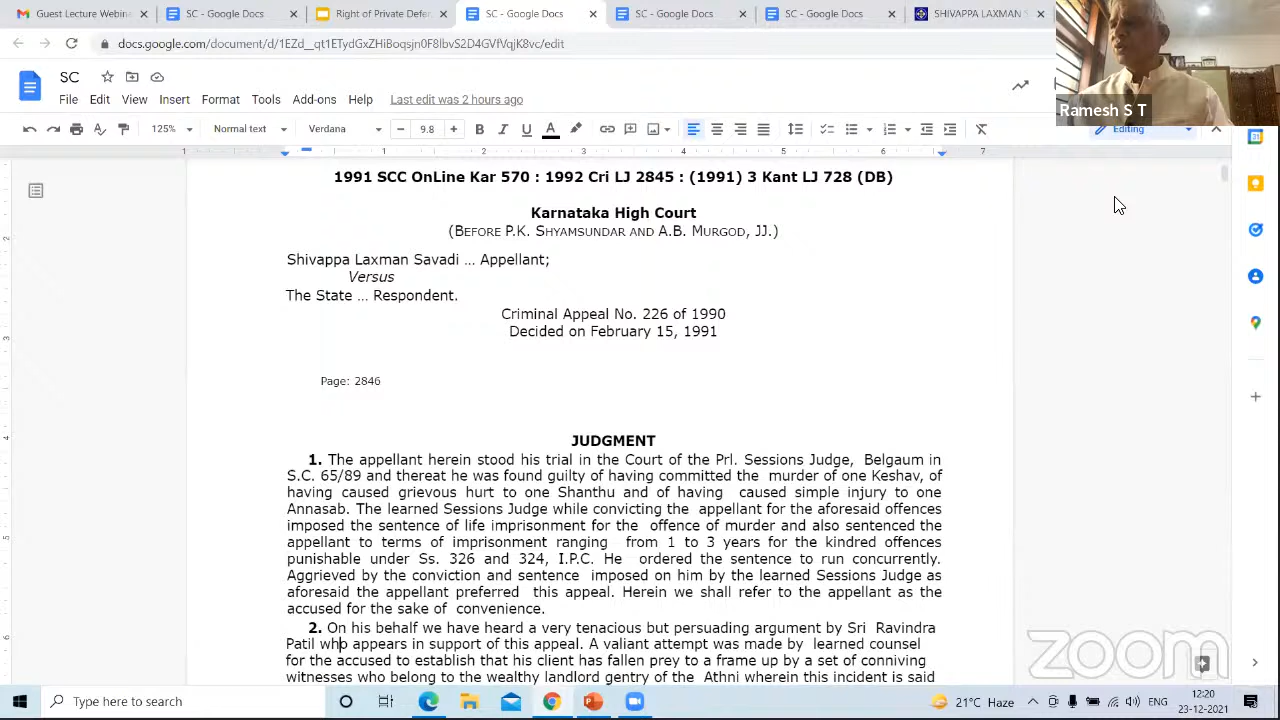 Guest Lecture Webinar - C
SC - Google Docs
Right of Private Defer
SC - Google Docs
SC - Google Docs
SC - Google Docs
SHIVAPPA LAXMAN S
docs.google.com/document/d/1EZd__qt1ETydGxZHiBoqsjn0F8lbvS2D4GVfVqjK8vc/edit
SC
File Edit View Insert Format Tools Add-ons Help Last edit was 2 hours ago
Ramesh S T
125% Normal text Verdana 9.8 B I U A Editing
1 1 2 3 4 5 6 7
1991 SCC OnLine Kar 570 : 1992 Cri LJ 2845 : (1991) 3 Kant LJ 728 (DB)
Karnataka High Court
(BEFORE P.K. SHYAMSUNDAR AND A.B. MURGOD, JJ.)
Shivappa Laxman Savadi … Appellant;
Versus
The State … Respondent.
Criminal Appeal No. 226 of 1990
Decided on February 15, 1991
Page: 2846
JUDGMENT
1. The appellant herein stood his trial in the Court of the Prl. Sessions Judge, Belgaum in
S.C. 65/89 and thereat he was found guilty of having committed the murder of one Keshav, of
having caused grievous hurt to one Shanthu and of having caused simple injury to one
Annasab. The learned Sessions Judge while convicting the appellant for the aforesaid offences
imposed the sentence of life imprisonment for the offence of murder and also sentenced the
appellant to terms of imprisonment ranging from 1 to 3 years for the kindred offences
punishable under Ss. 326 and 324, I.P.C. He ordered the sentence to run concurrently.
Aggrieved by the conviction and sentence imposed on him by the learned Sessions Judge as
aforesaid the appellant preferred this appeal. Herein we shall refer to the appellant as the
accused for the sake of convenience.
2. On his behalf we have heard a very tenacious but persuading argument by Sri Ravindra
Patil who appears in support of this appeal. A valiant attempt was made by learned counsel
for the accused to establish that his client has fallen prey to a frame up by a set of conniving
witnesses who belong to the wealthy landlord gentry of the Athni wherein this incident is said
zoom
Type here to search
21°C Haze
ENG
12:20
23-12-2021